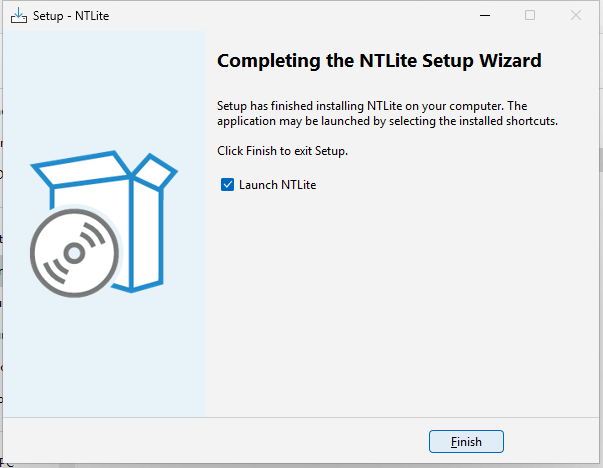 Setup - NTLite
Completing the NTLite Setup Wizard
Setup has finished installing NTLite on your computer. The
application may be launched by selecting the installed shortcuts.
Click Finish to exit Setup.
Launch NTLite
Finish
PC